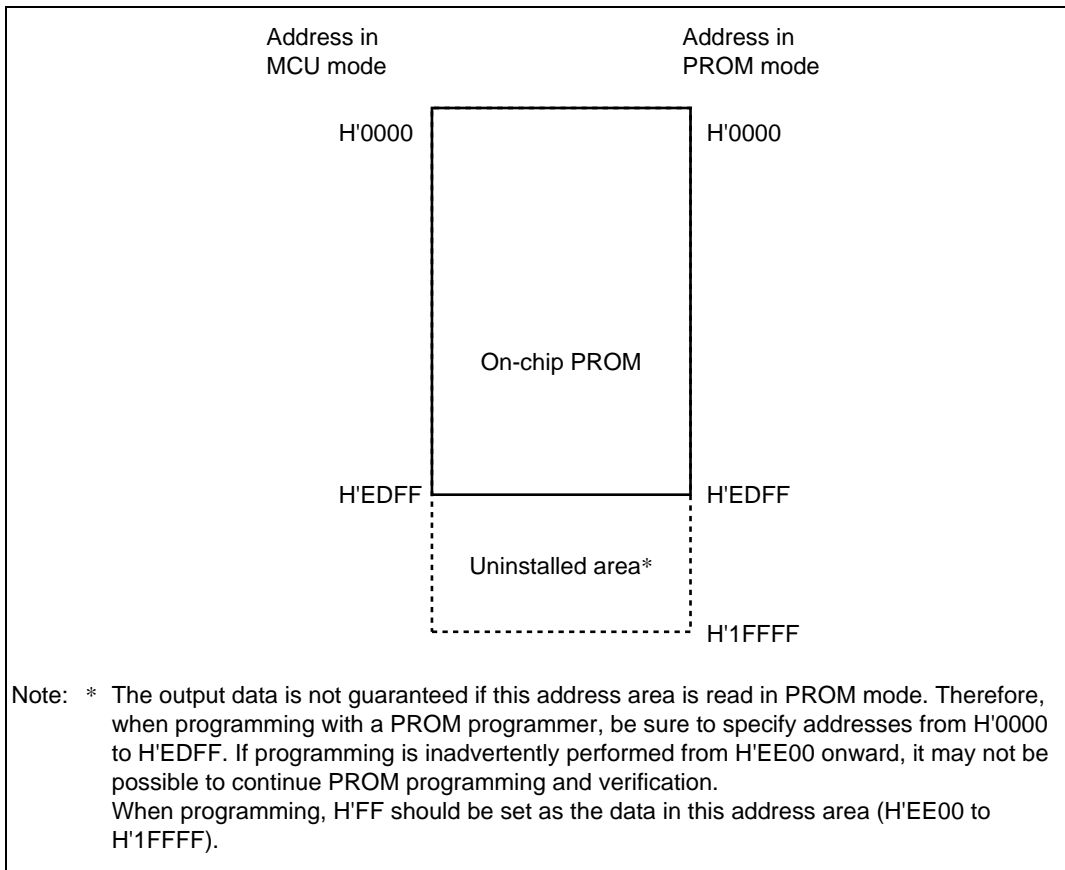 Address in
MCU mode
Address in
PROM mode
H'0000
H'0000
On-chip PROM
H'EDFF
H'EDFF
Uninstalled area*
H'1FFFF
Note: * The output data is not guaranteed if this address area is read in PROM mode. Therefore,
when programming with a PROM programmer, be sure to specify addresses from H'0000
to H'EDFF. If programming is inadvertently performed from H'EE00 onward, it may not be
possible to continue PROM programming and verification.
When programming, H'FF should be set as the data in this address area (H'EE00 to
H'1FFFF).